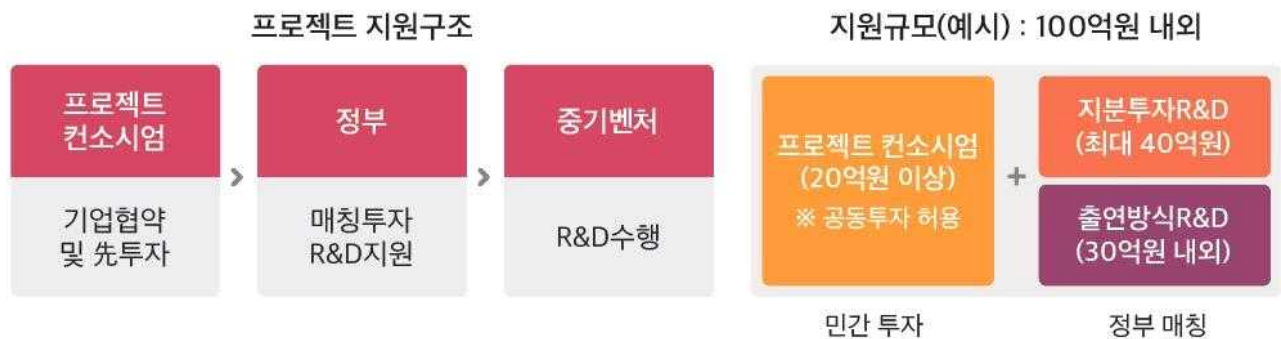 프로젝트 지원구조
프로젝트
컨소시엄
정부
중기벤처
기업협약
및 先투자
매칭투자
R&D지원
R&D수행
지원규모(예시) : 100억원 내외
프로젝트 컨소시엄
(20억원 이상)
※ 공동투자 허용
+
지분투자R&D
(최대 40억원)
출연방식R&D
(30억원 내외)
민간 투자
정부 매칭